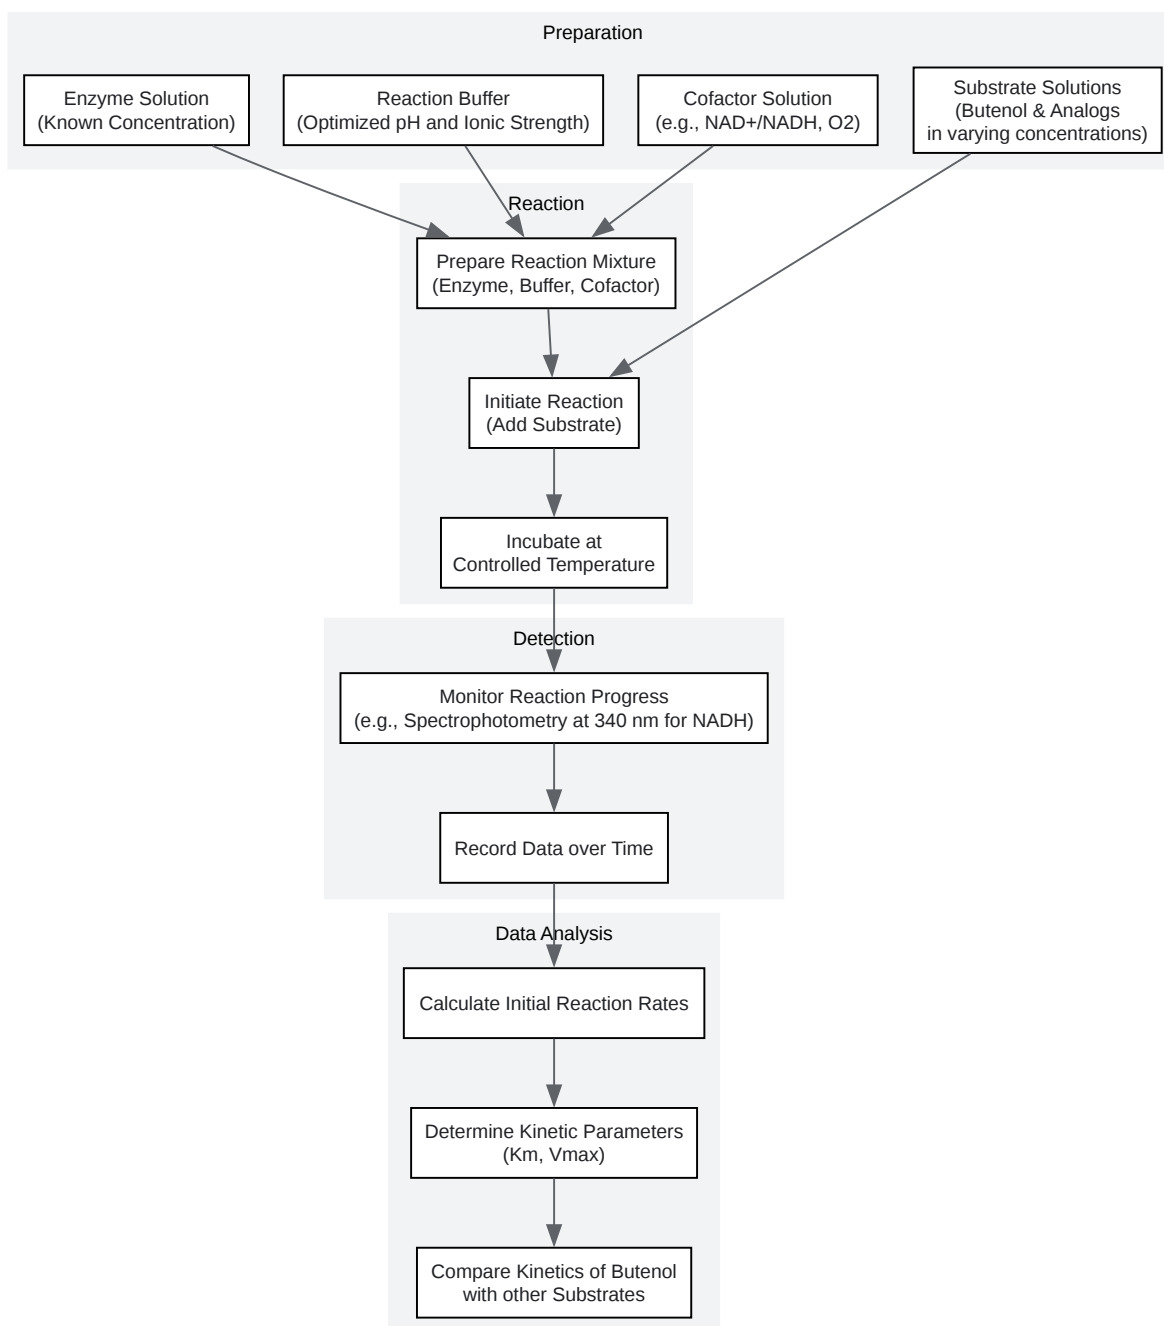 Preparation
Enzyme Solution
(Known Concentration)
Reaction Buffer
(Optimized pH and Ionic Strength)
Cofactor Solution
(e.g., NAD+/NADH, O2)
Substrate Solutions
(Butenol & Analogs
in varying concentrations)
Reaction
Prepare Reaction Mixture
(Enzyme, Buffer, Cofactor)
Initiate Reaction
(Add Substrate)
Incubate at
Controlled Temperature
Detection
Monitor Reaction Progress
(e.g., Spectrophotometry at 340 nm for NADH)
Record Data over Time
Data Analysis
Calculate Initial Reaction Rates
Determine Kinetic Parameters
(Km, Vmax)
Compare Kinetics of Butenol
with other Substrates